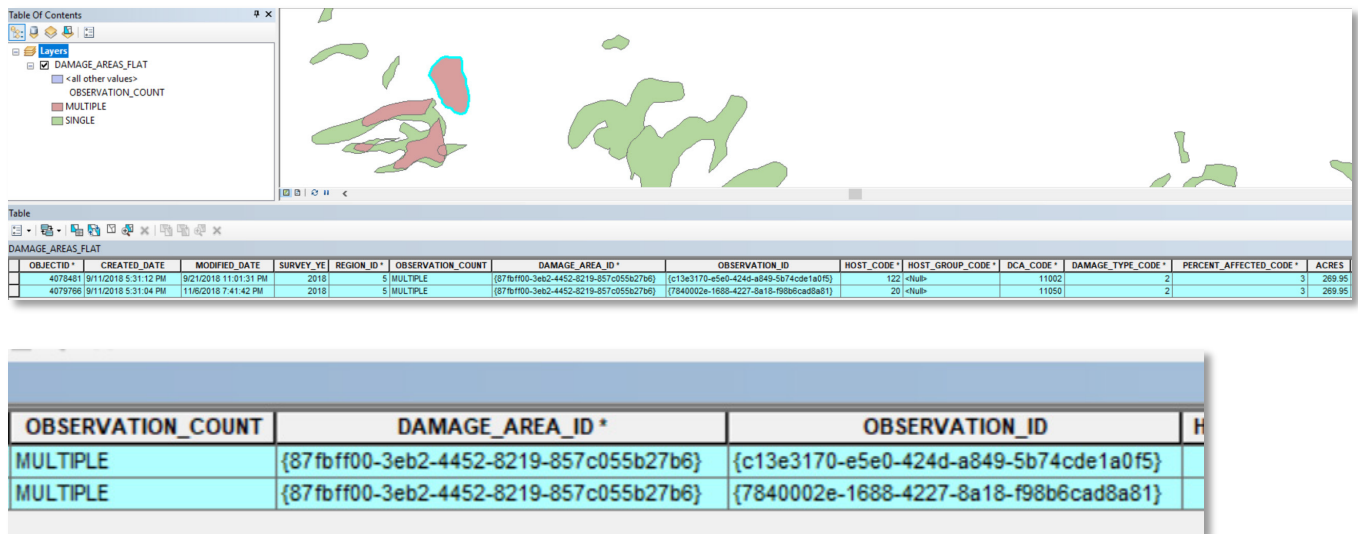 Table Of Contents
Layers
DAMAGE_AREAS_FLAT
<all other values>
OBSERVATION_COUNT
MULTIPLE
SINGLE
Table
DAMAGE_AREAS_FLAT
OBJECTID * CREATED_DATE MODIFIED_DATE SURVEY_YE REGION_ID * OBSERVATION_COUNT DAMAGE_AREA_ID * OBSERVATION_ID HOST_CODE * HOST_GROUP_CODE * DCA_CODE * DAMAGE_TYPE_CODE * PERCENT_AFFECTED_CODE * ACRES
4078481 9/11/2018 5:31:12 PM 9/21/2018 11:01:31 PM 2018 5 MULTIPLE {87fbff00-3eb2-4452-8219-857c055b27b6} {c13e3170-e5e0-424d-a849-5b74cde1a0f5} 122 <Null> 11002 2 3 269.95
4079766 9/11/2018 5:31:04 PM 11/6/2018 7:41:42 PM 2018 5 MULTIPLE {87fbff00-3eb2-4452-8219-857c055b27b6} {7840002e-1688-4227-8a18-f98b6cad8a81} 20 <Null> 11050 2 3 269.95
OBSERVATION_COUNT DAMAGE_AREA_ID * OBSERVATION_ID H
MULTIPLE {87fbff00-3eb2-4452-8219-857c055b27b6} {c13e3170-e5e0-424d-a849-5b74cde1a0f5}
MULTIPLE {87fbff00-3eb2-4452-8219-857c055b27b6} {7840002e-1688-4227-8a18-f98b6cad8a81}